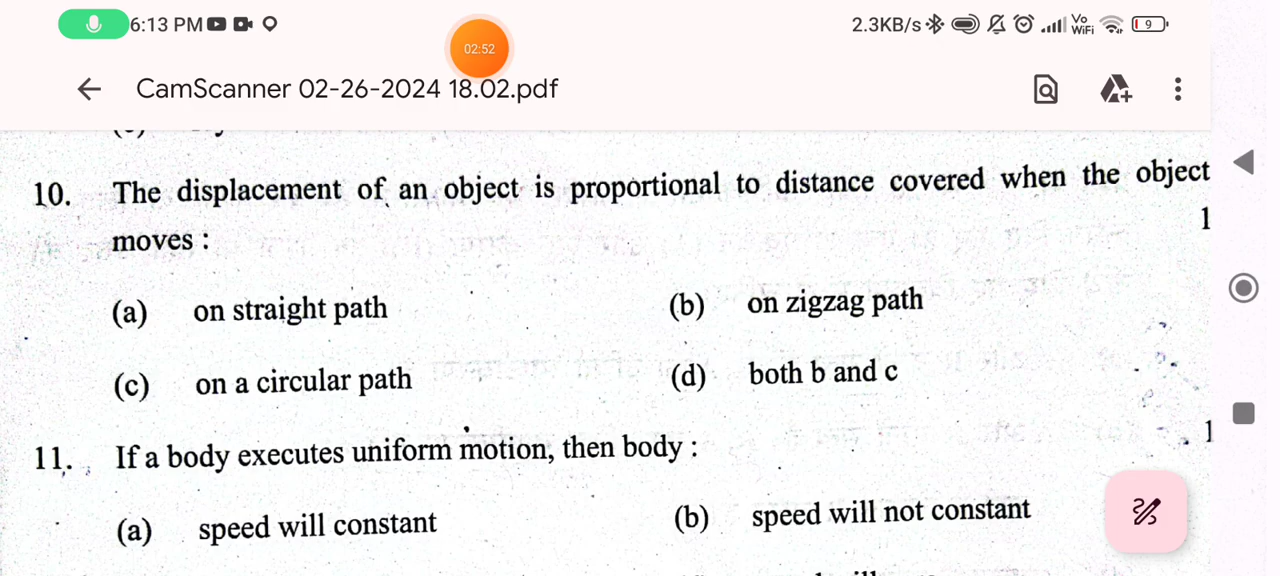 6:13 PM
02:52
2.3KB/s Vo WiFi 9
CamScanner 02-26-2024 18.02.pdf
10. The displacement of an object is proportional to distance covered when the object
moves : 1
(a) on straight path (b) on zigzag path
(c) on a circular path (d) both b and c
11. If a body executes uniform motion, then body : 1
(a) speed will constant (b) speed will not constant